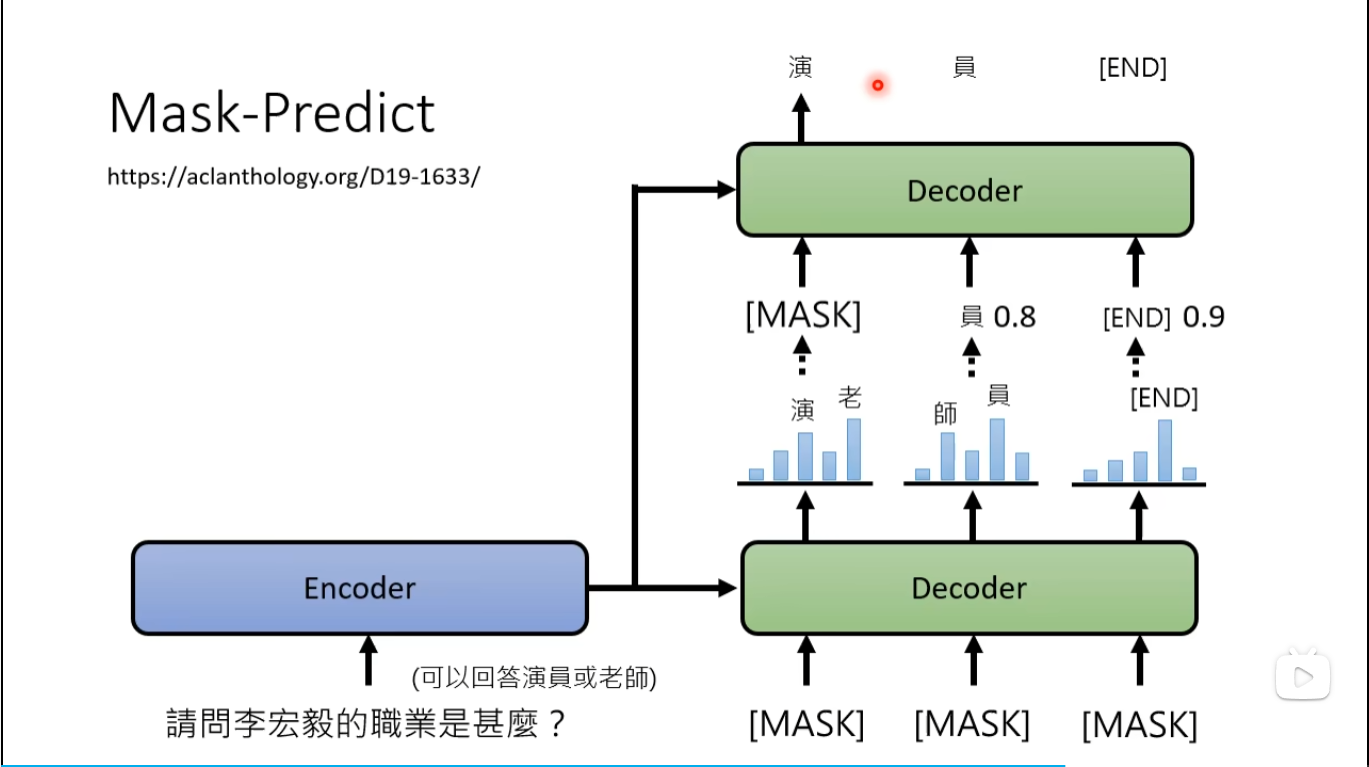 Mask-Predict
https://aclanthology.org/D19-1633/
演 員 [END]
Decoder
[MASK] 員 0.8 [END] 0.9
演 老 師 員 [END]
Encoder
Decoder
(可以回答演員或老師)
請問李宏毅的職業是甚麼？
[MASK] [MASK] [MASK]